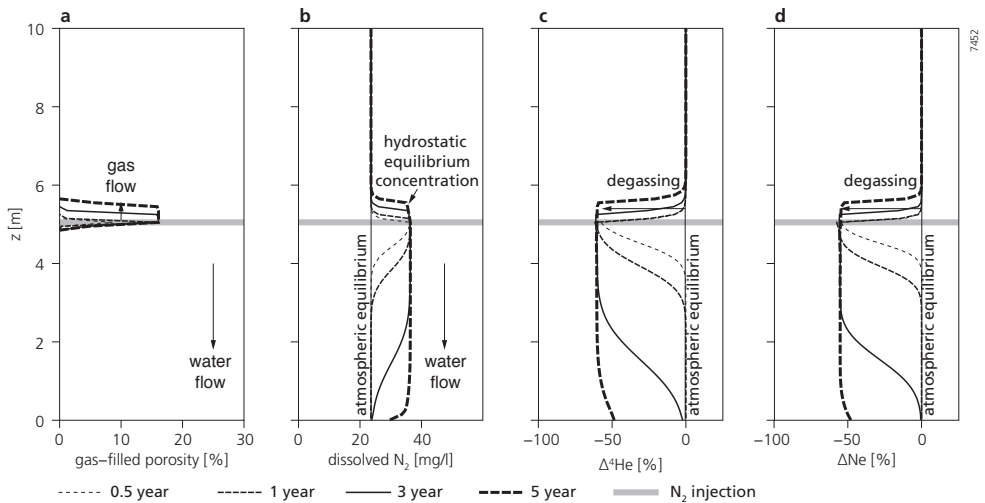 a
b
c
d
7452
10
8
6
4
2
0
z [m]
gas
flow
water
flow
0
10
20
30
gas–filled porosity [%]
hydrostatic
equilibrium
concentration
atmospheric equilibrium
water
flow
0
20
40
dissolved N₂ [mg/l]
degassing
atmospheric equilibrium
−100
−50
0
Δ⁴He [%]
degassing
atmospheric equilibrium
−100
−50
0
ΔNe [%]
0.5 year
1 year
3 year
5 year
N₂ injection